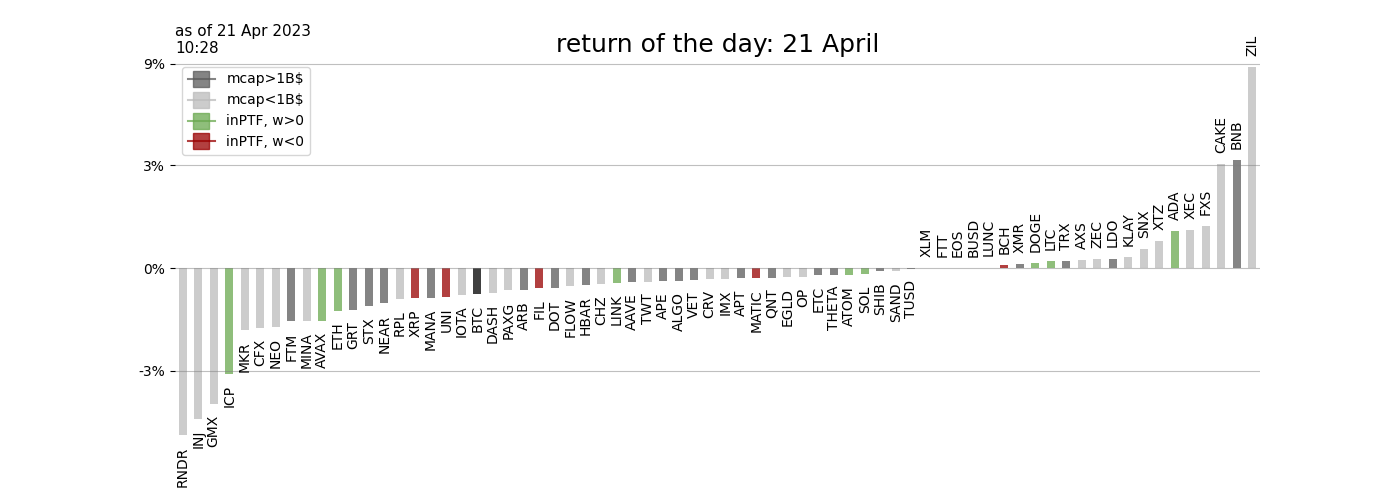 as of 21 Apr 2023
10:28
return of the day: 21 April
9%
3%
0%
-3%
mcap>1B$
mcap<1B$
inPTF, w>0
inPTF, w<0
RNDR
INJ
GMX
ICP
MKR
CFX
NEO
FTM
MINA
AVAX
ETH
GRT
STX
NEAR
RPL
XRP
MANA
UNI
IOTA
BTC
DASH
PAXG
ARB
FIL
DOT
FLOW
HBAR
CHZ
LINK
AAVE
TWT
APE
ALGO
VET
CRV
IMX
APT
MATIC
QNT
EGLD
OP
ETC
THETA
ATOM
SOL
SHIB
SAND
TUSD
XLM
FTT
EOS
BUSD
LUNC
BCH
XMR
DOGE
LTC
TRX
AXS
ZEC
LDO
KLAY
SNX
XTZ
ADA
XEC
FXS
CAKE
BNB
ZIL